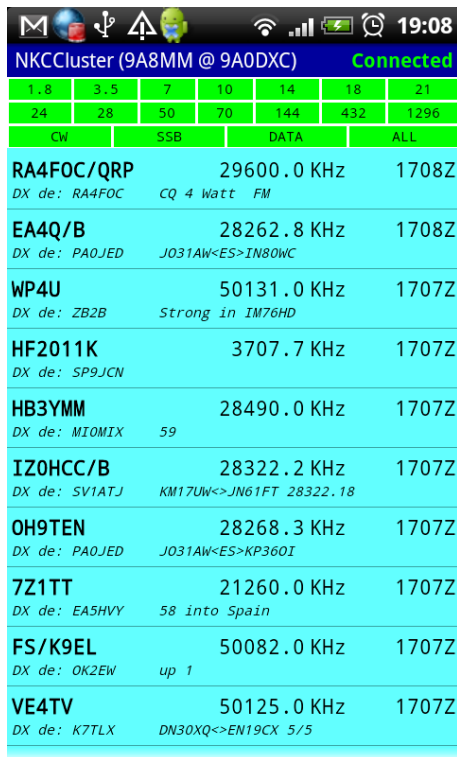 19:08
NKCCluster (9A8MM @ 9A0DXC) Connected
1.8 3.5 7 10 14 18 21
24 28 50 70 144 432 1296
CW SSB DATA ALL
RA4FOC/QRP 29600.0 KHz 1708Z
DX de: RA4FOC CQ 4 Watt FM
EA4Q/B 28262.8 KHz 1708Z
DX de: PA0JED JO31AW<ES>IN80WC
WP4U 50131.0 KHz 1707Z
DX de: ZB2B Strong in IM76HD
HF2011K 3707.7 KHz 1707Z
DX de: SP9JCN
HB3YMM 28490.0 KHz 1707Z
DX de: MI0MIX 59
IZ0HCC/B 28322.2 KHz 1707Z
DX de: SV1ATJ KM17UW<>JN61FT 28322.18
OH9TEN 28268.3 KHz 1707Z
DX de: PA0JED JO31AW<ES>KP36OI
7Z1TT 21260.0 KHz 1707Z
DX de: EA5HVY 58 into Spain
FS/K9EL 50082.0 KHz 1707Z
DX de: OK2EW up 1
VE4TV 50125.0 KHz 1707Z
DX de: K7TLX DN30XQ<>EN19CX 5/5